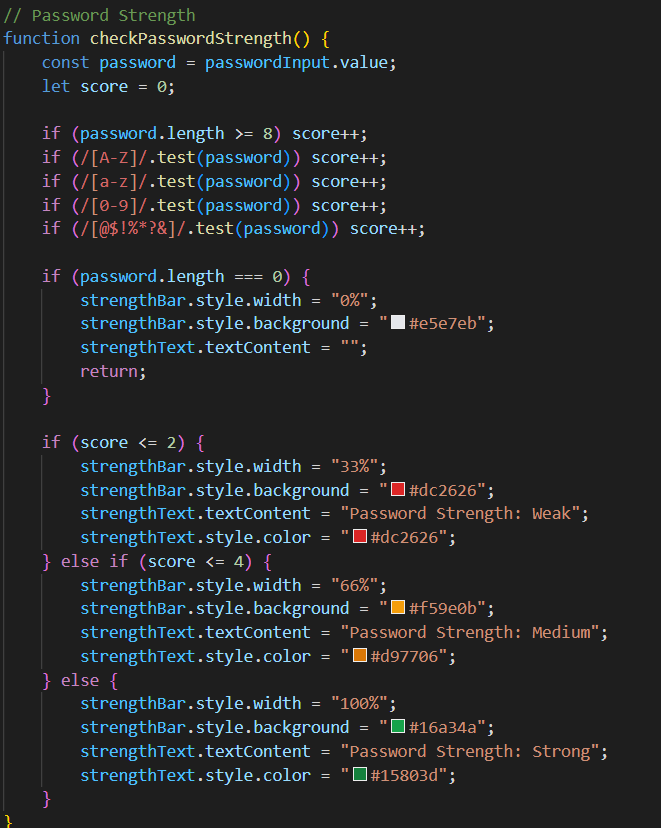 // Password Strength
function checkPasswordStrength() {
    const password = passwordInput.value;
    let score = 0;

    if (password.length >= 8) score++;
    if (/[A-Z]/.test(password)) score++;
    if (/[a-z]/.test(password)) score++;
    if (/[0-9]/.test(password)) score++;
    if (/[@$!%*?&]/.test(password)) score++;

    if (password.length === 0) {
        strengthBar.style.width = "0%";
        strengthBar.style.background = "#e5e7eb";
        strengthText.textContent = "";
        return;
    }

    if (score <= 2) {
        strengthBar.style.width = "33%";
        strengthBar.style.background = "#dc2626";
        strengthText.textContent = "Password Strength: Weak";
        strengthText.style.color = "#dc2626";
    } else if (score <= 4) {
        strengthBar.style.width = "66%";
        strengthBar.style.background = "#f59e0b";
        strengthText.textContent = "Password Strength: Medium";
        strengthText.style.color = "#d97706";
    } else {
        strengthBar.style.width = "100%";
        strengthBar.style.background = "#16a34a";
        strengthText.textContent = "Password Strength: Strong";
        strengthText.style.color = "#15803d";
    }
}